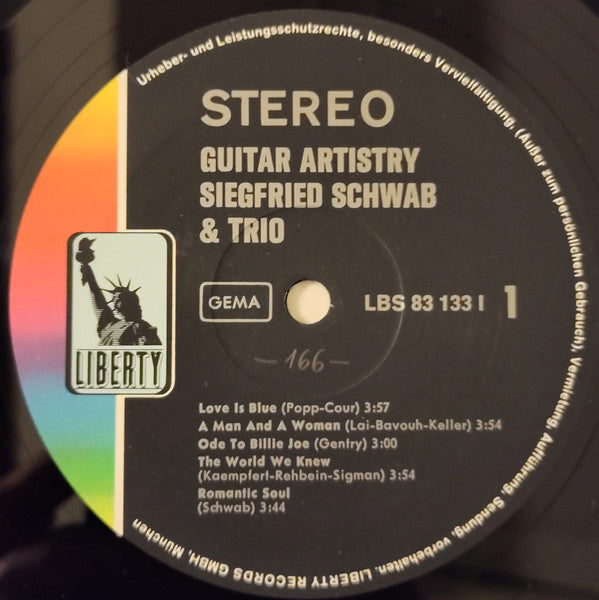 Urheber- und Leistungsschutzrechte, besonders Vervielfältigung, (Außer zum persönlichen Gebrauch), Vermietung, Aufführung, Sendung, vorbehalten. LIBERTY RECORDS GMBH, München
STEREO
GUITAR ARTISTRY
SIEGFRIED SCHWAB
& TRIO
GEMA
LBS 83 133 I 1
LIBERTY
-166-
Love Is Blue (Popp-Cour) 3:57
A Man And A Woman (Lai-Bavouh-Keller) 3:54
Ode To Billie Joe (Gentry) 3:00
The World We Knew
(Kaempfert-Rehbein-Sigman) 3:54
Romantic Soul
(Schwab) 3:44